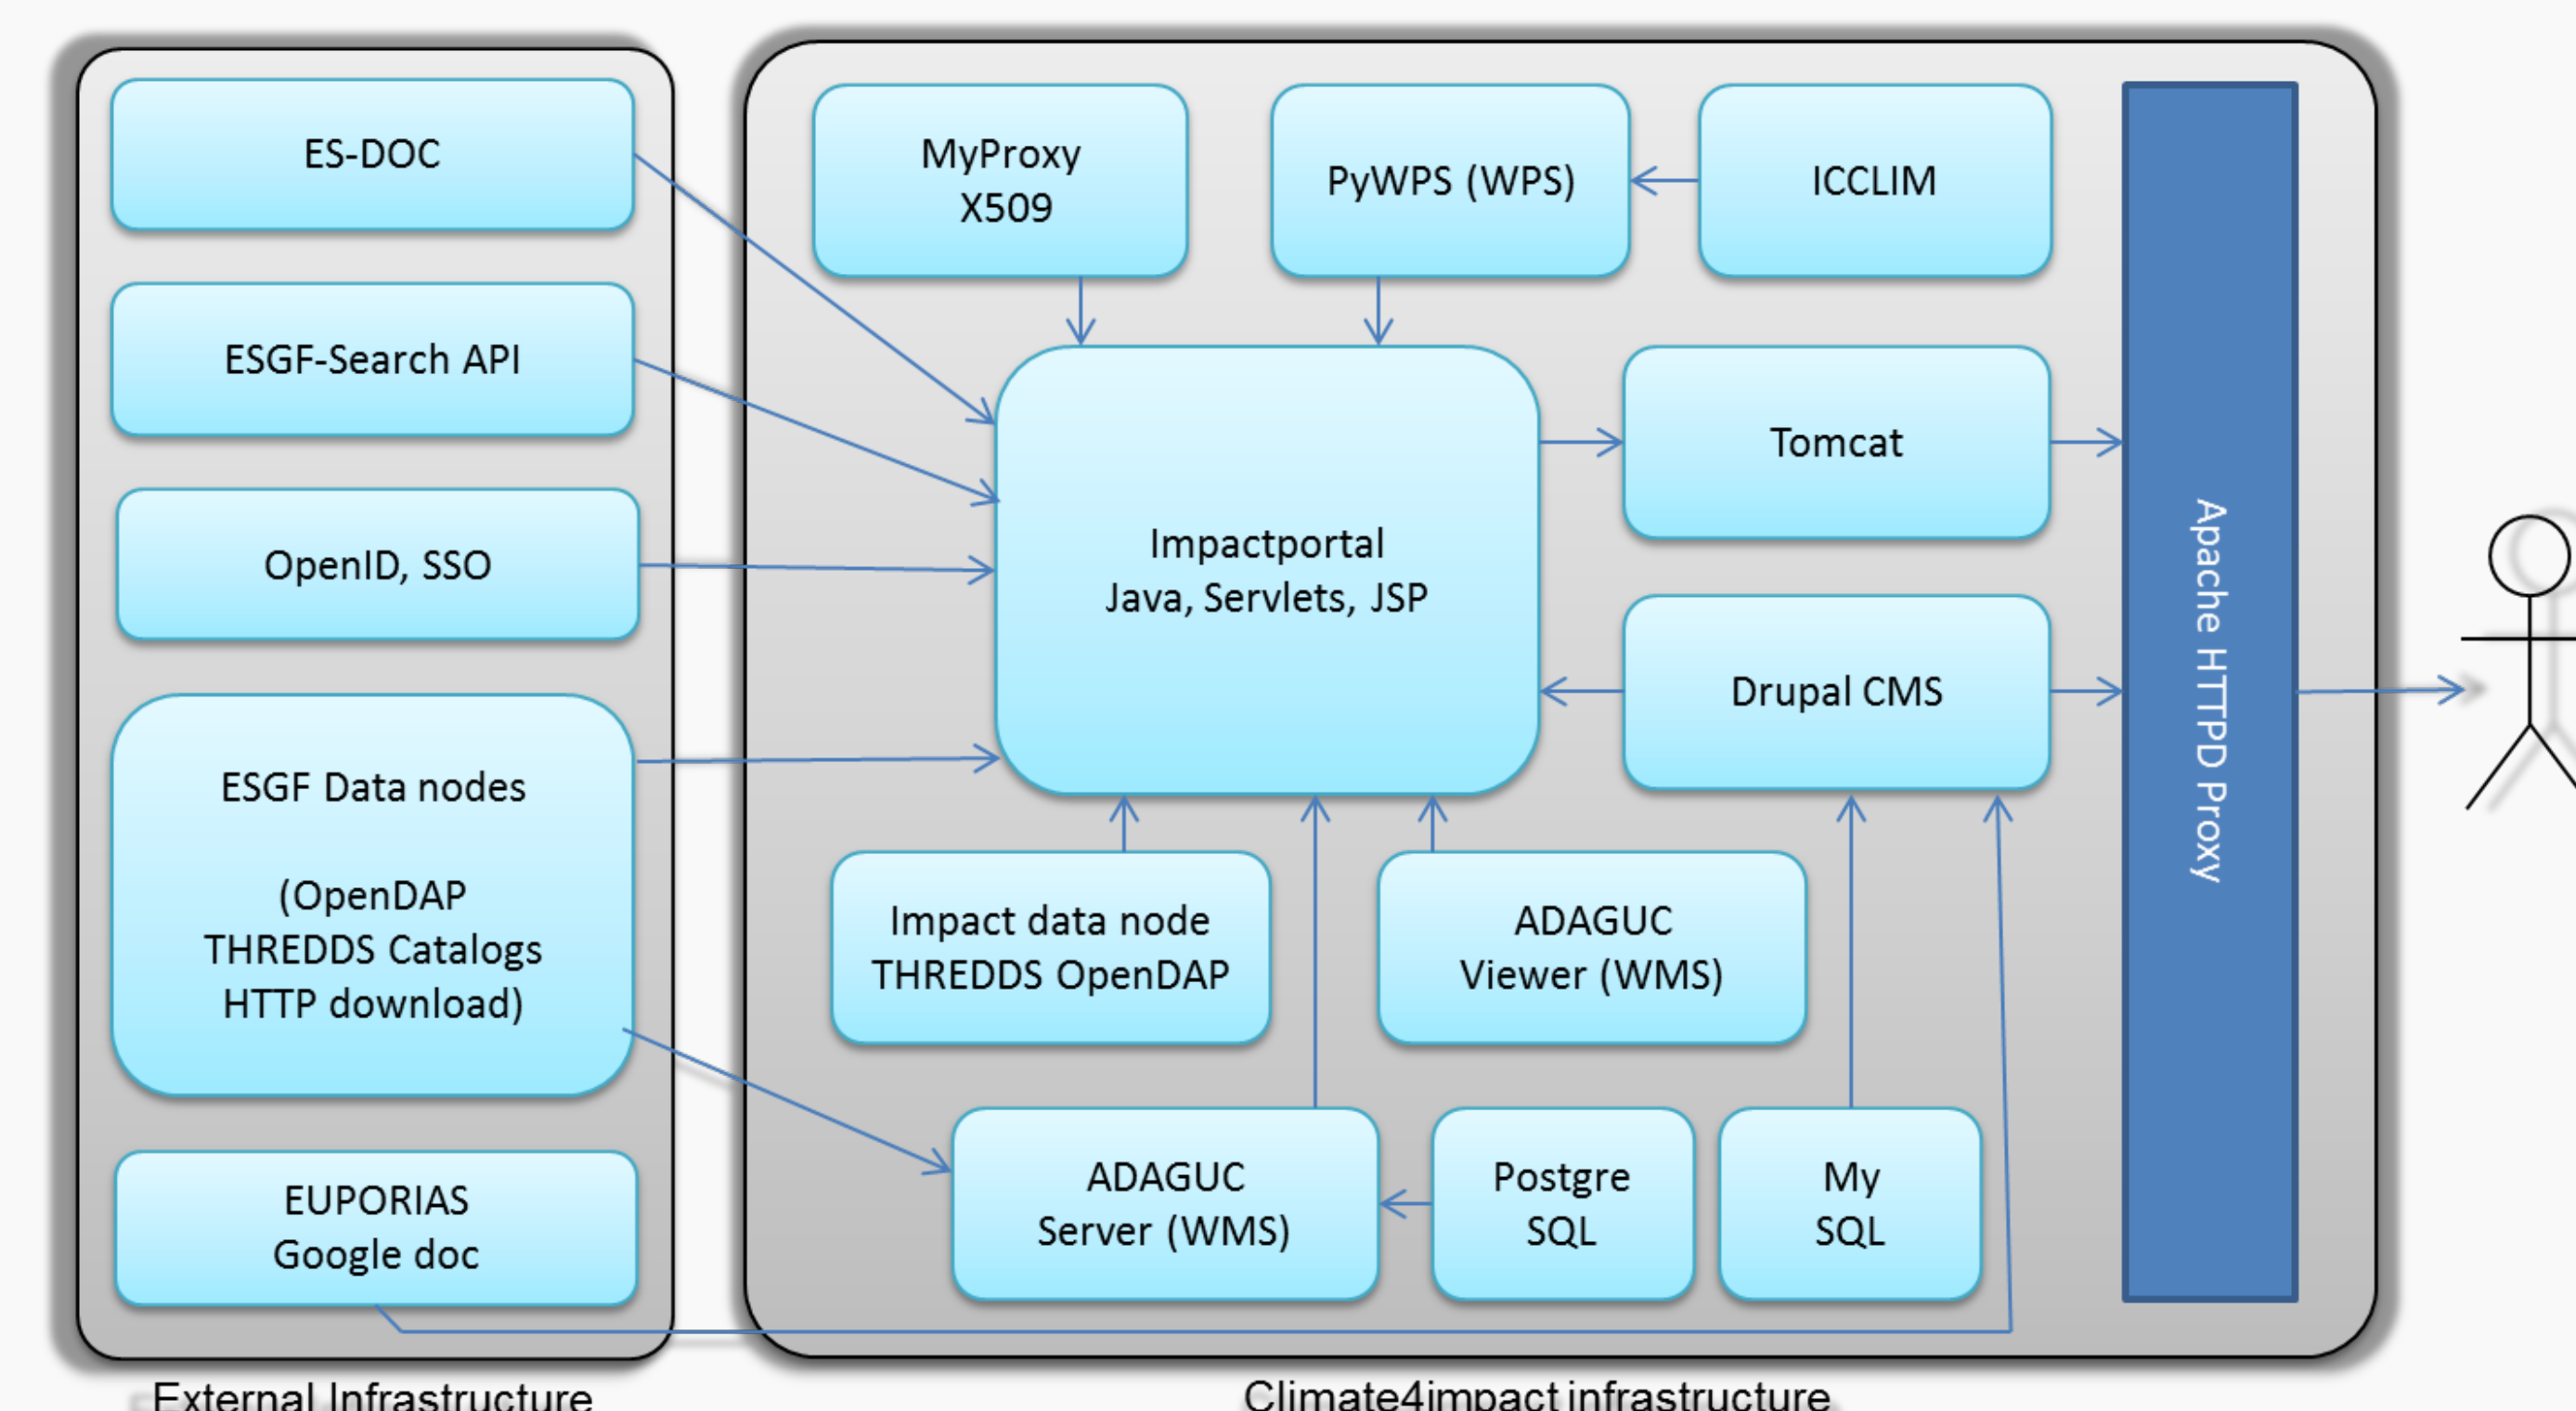 ES-DOC
ESGF-Search API
OpenID, SSO
ESGF Data nodes
(OpenDAP
THREDDS Catalogs
HTTP download)
EUPORIAS
Google doc
External Infrastructure
MyProxy
X509
PyWPS (WPS)
ICCLIM
Impactportal
Java, Servlets, JSP
Tomcat
Drupal CMS
Impact data node
THREDDS OpenDAP
ADAGUC
Viewer (WMS)
ADAGUC
Server (WMS)
Postgre
SQL
My
SQL
Apache HTTPD Proxy
Climate4impact infrastructure